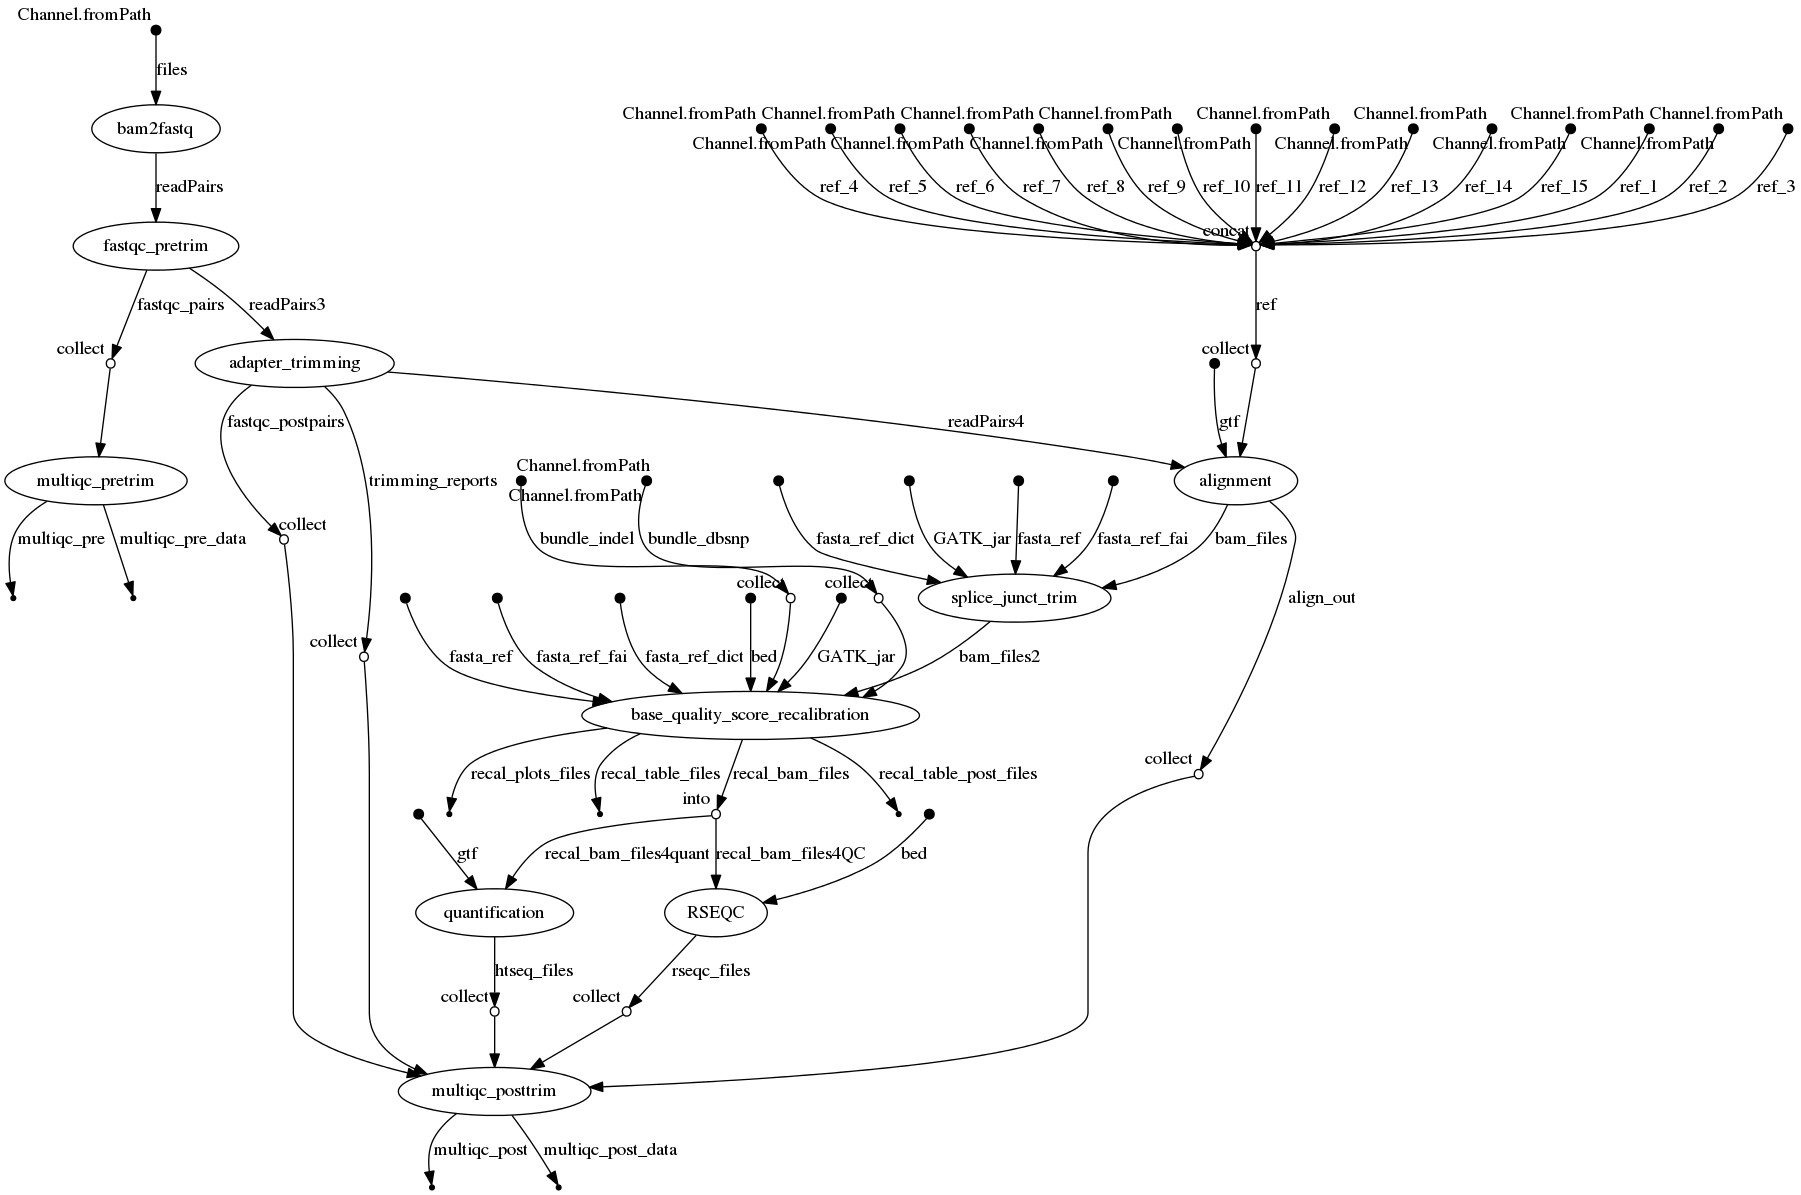 Channel.fromPath
files
bam2fastq
Channel.fromPath Channel.fromPath Channel.fromPath Channel.fromPath Channel.fromPath Channel.fromPath Channel.fromPath Channel.fromPath
Channel.fromPath Channel.fromPath Channel.fromPath Channel.fromPath Channel.fromPath Channel.fromPath Channel.fromPath
readPairs
ref_4 ref_5 ref_6 ref_7 ref_8 ref_9 ref_10 ref_11 ref_12 ref_13 ref_14 ref_15 ref_1 ref_2 ref_3
concat
fastqc_pretrim
fastqc_pairs readPairs3 ref
collect collect
adapter_trimming
fastqc_postpairs readPairs4 gtf
Channel.fromPath
multiqc_pretrim trimming_reports alignment
Channel.fromPath
collect
multiqc_pre multiqc_pre_data bundle_indel bundle_dbsnp fasta_ref_dict GATK_jar fasta_ref fasta_ref_fai bam_files
collect collect
splice_junct_trim align_out
collect
fasta_ref fasta_ref_fai fasta_ref_dict bed GATK_jar bam_files2
base_quality_score_recalibration
collect
recal_plots_files recal_table_files recal_bam_files recal_table_post_files
into
gtf recal_bam_files4quant recal_bam_files4QC bed
quantification RSEQC
htseq_files rseqc_files
collect collect
multiqc_posttrim
multiqc_post multiqc_post_data